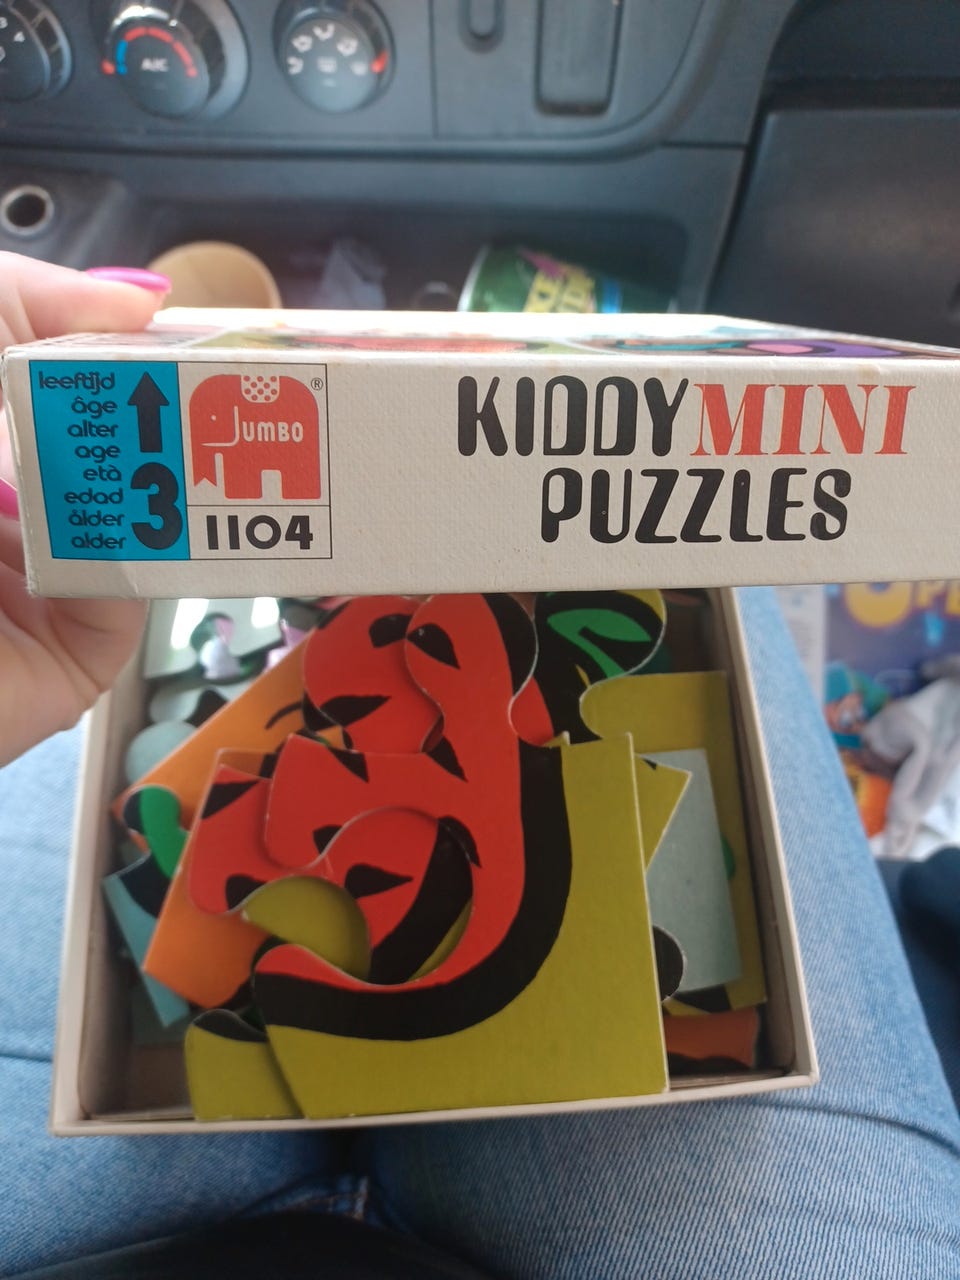 A/C
leeftijd
âge
alter
age
età
edad
ålder
alder
3
JUMBO
®
1104
KIDDYMINI
PUZZLES